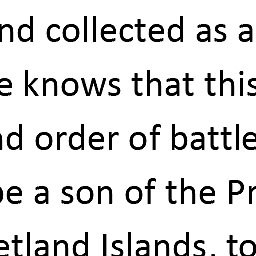 nd collected as a
e knows that this
nd order of battle
be a son of the Pr
etland Islands, to